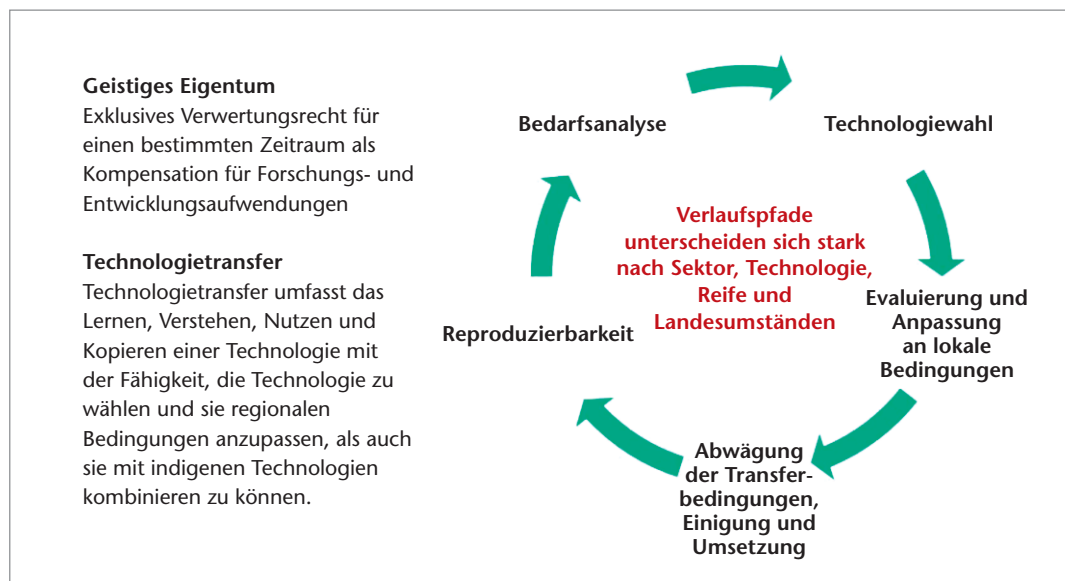 Geistiges Eigentum
Exklusives Verwertungsrecht für
einen bestimmten Zeitraum als
Kompensation für Forschungs- und
Entwicklungsaufwendungen
Technologietransfer
Technologietransfer umfasst das
Lernen, Verstehen, Nutzen und
Kopieren einer Technologie mit
der Fähigkeit, die Technologie zu
wählen und sie regionalen
Bedingungen anzupassen, als auch
sie mit indigenen Technologien
kombinieren zu können.
Bedarfsanalyse
Technologiewahl
Evaluierung und
Anpassung
an lokale
Bedingungen
Abwägung
der Transfer-
bedingungen,
Einigung und
Umsetzung
Reproduzierbarkeit
Verlaufspfade
unterscheiden sich stark
nach Sektor, Technologie,
Reife und
Landesumständen